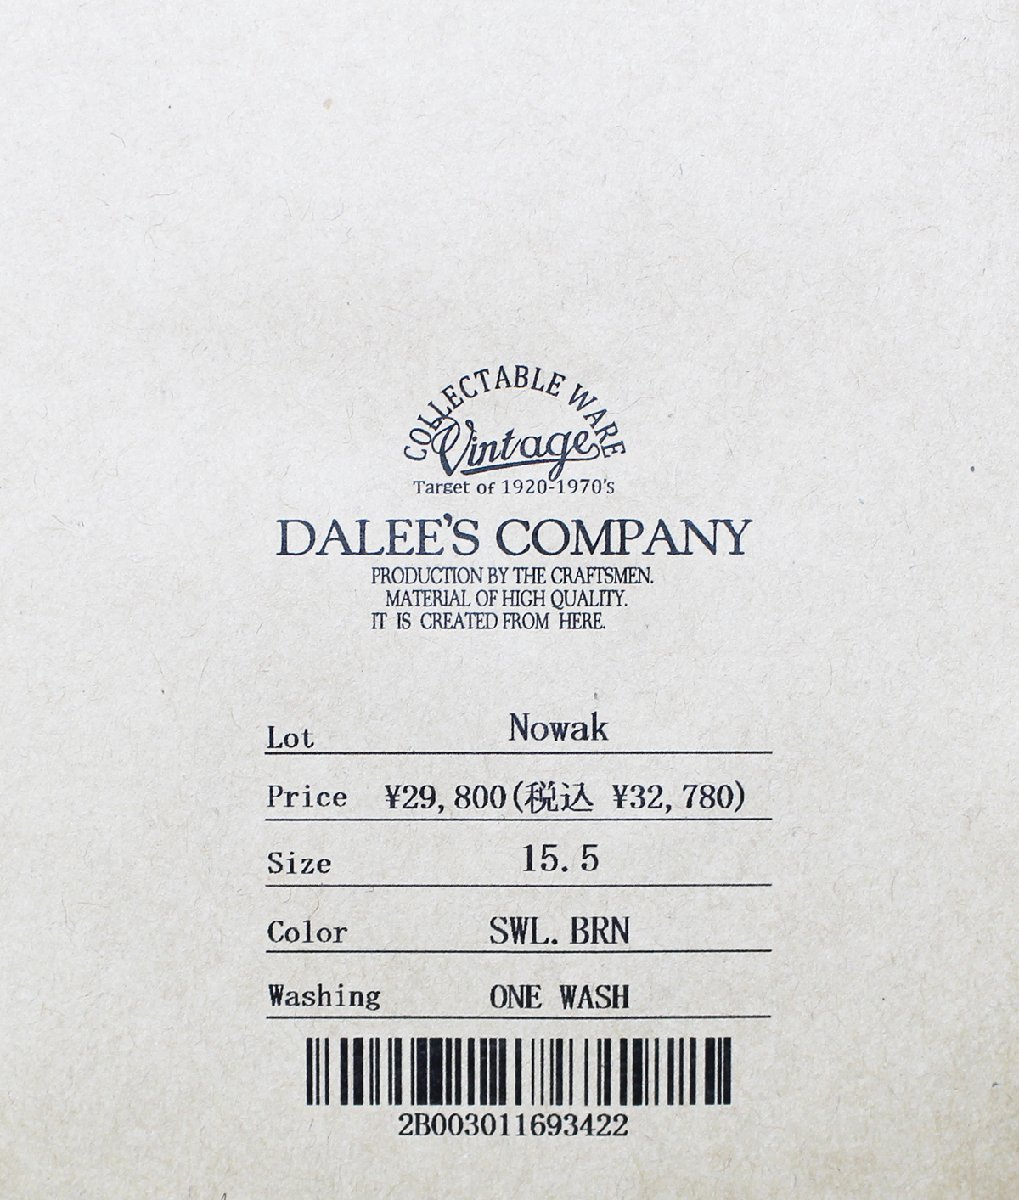 COLLECTABLE WARE
Vintage
Target of 1920-1970's
DALEE'S COMPANY
PRODUCTION BY THE CRAFTSMEN.
MATERIAL OF HIGH QUALITY.
IT IS CREATED FROM HERE.
Lot Nowak
Price ¥29,800(税込 ¥32,780)
Size 15.5
Color SWL.BRN
Washing ONE WASH
2B003011693422